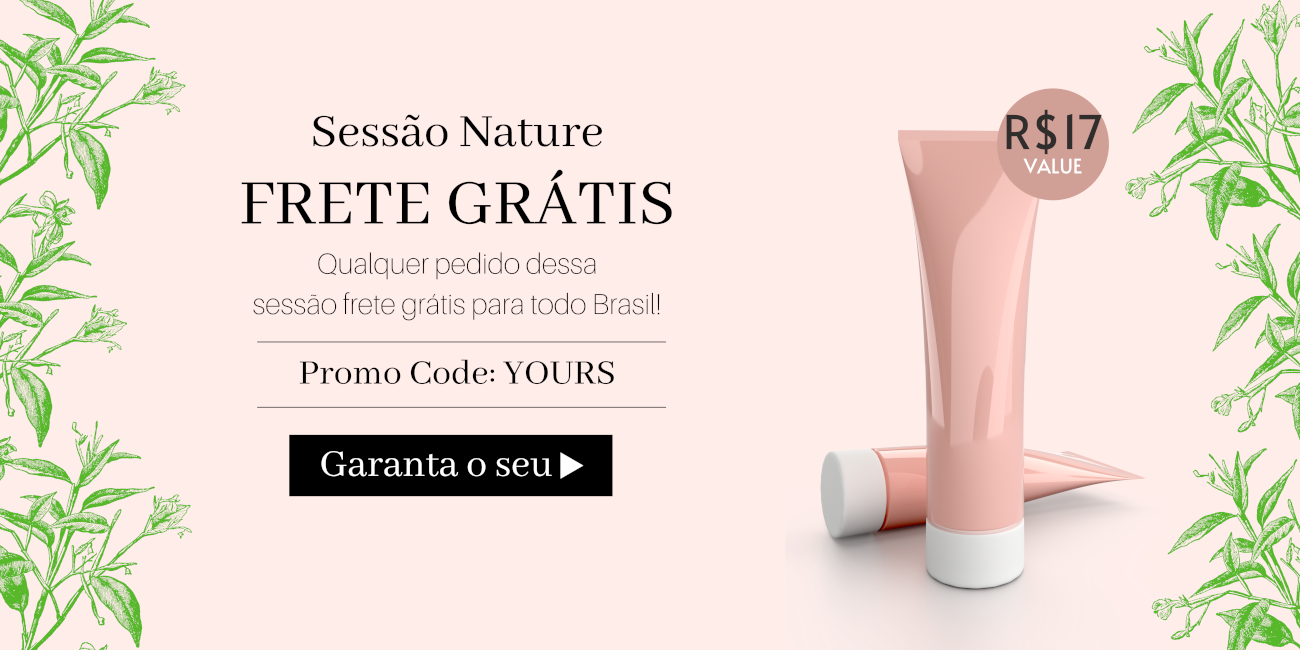 Sessão Nature
FRETE GRÁTIS
Qualquer pedido dessa
sessão frete grátis para todo Brasil!
Promo Code: YOURS
Garanta o seu
R$17
VALUE